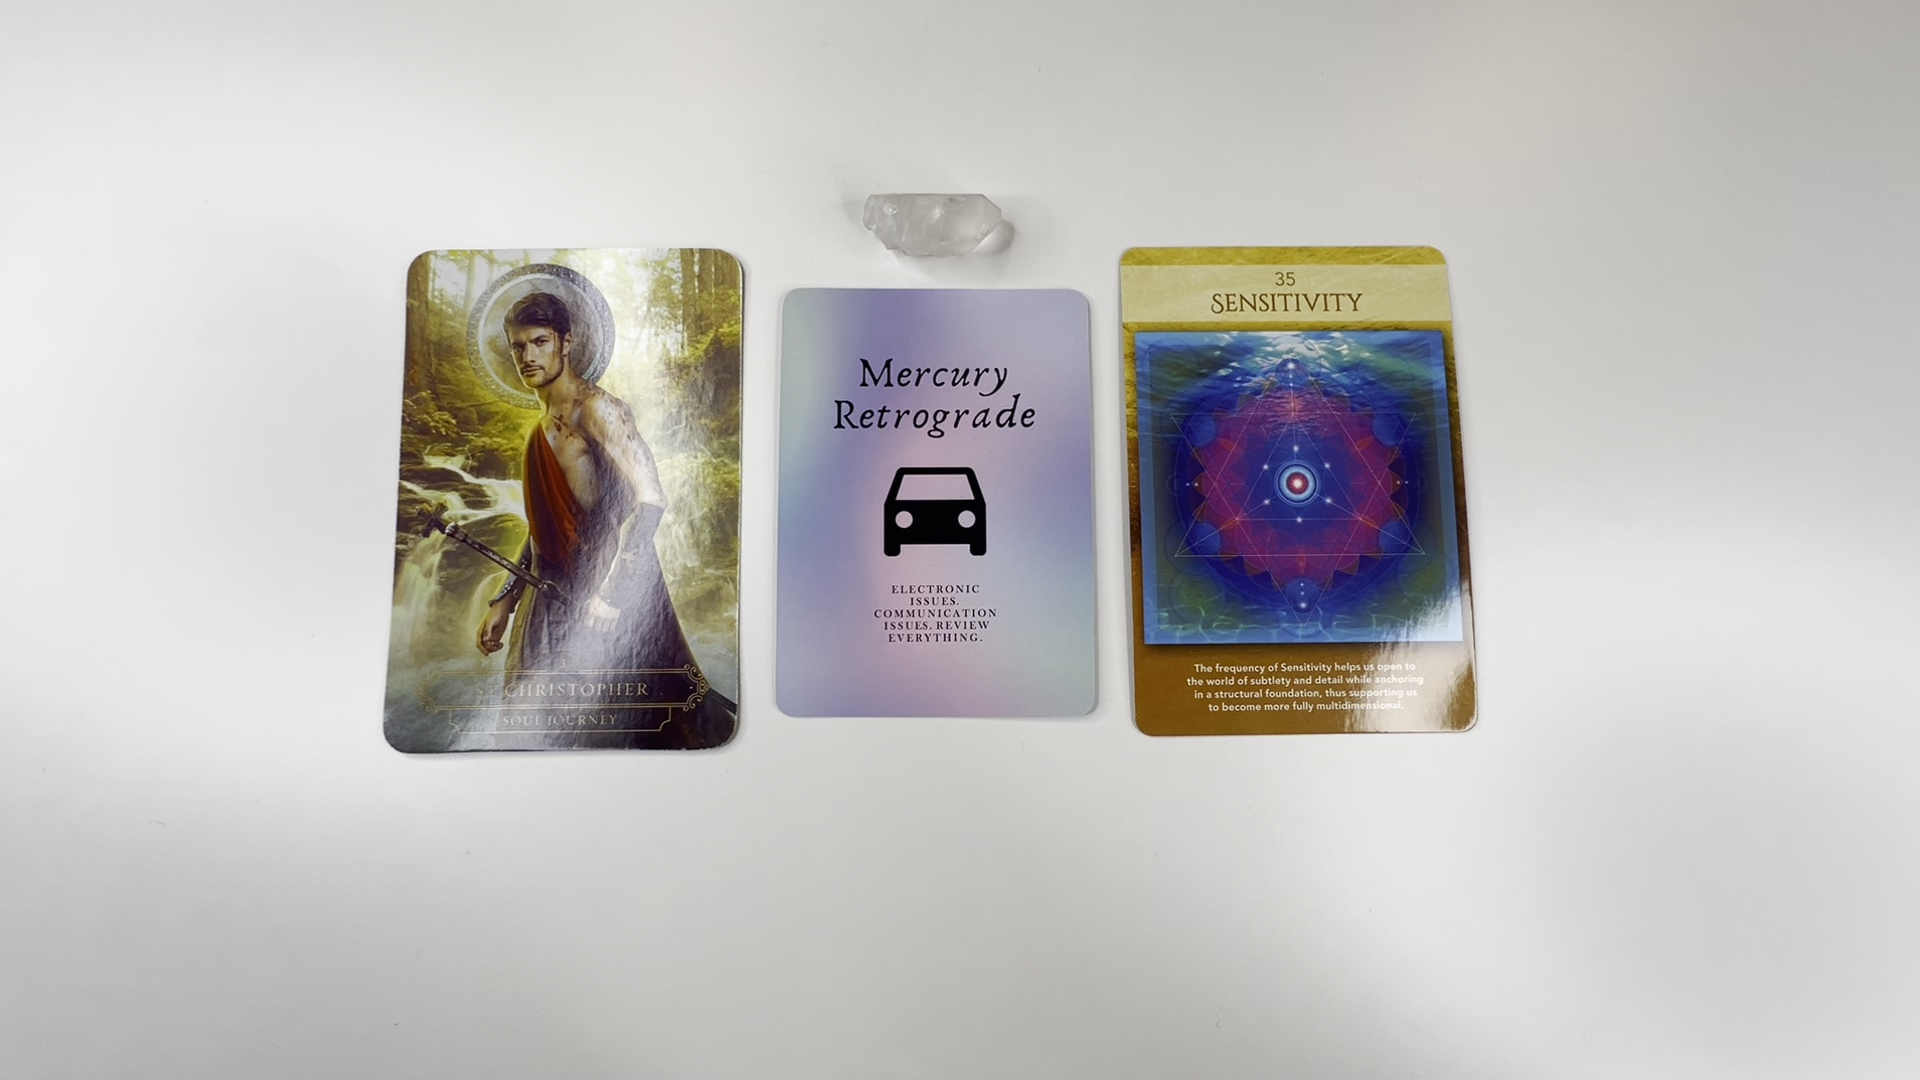 3
ST CHRISTOPHER
SOUL JOURNEY
Mercury
Retrograde
ELECTRONIC
ISSUES.
COMMUNICATION
ISSUES. REVIEW
EVERYTHING.
35
SENSITIVITY
The frequency of Sensitivity helps us open to
the world of subtlety and detail while anchoring
in a structural foundation, thus supporting us
to become more fully multidimensional.